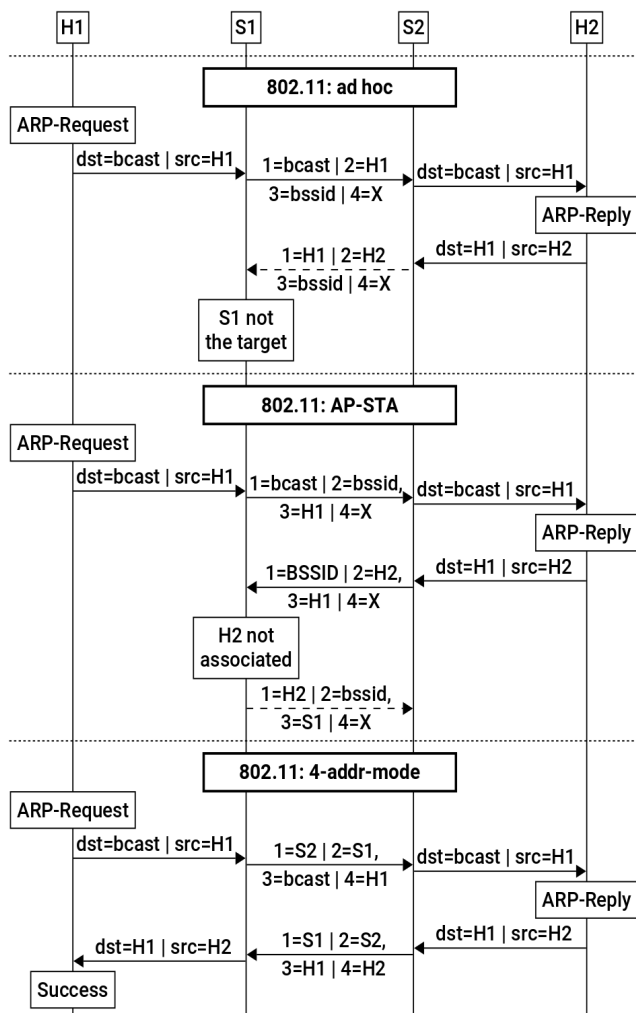 H1
S1
S2
H2
802.11: ad hoc
ARP-Request
dst=bcast | src=H1
1=bcast | 2=H1
3=bssid | 4=X
dst=bcast | src=H1
ARP-Reply
dst=H1 | src=H2
1=H1 | 2=H2
3=bssid | 4=X
S1 not
the target
802.11: AP-STA
ARP-Request
dst=bcast | src=H1
1=bcast | 2=bssid,
3=H1 | 4=X
dst=bcast | src=H1
ARP-Reply
dst=H1 | src=H2
1=BSSID | 2=H2,
3=H1 | 4=X
H2 not
associated
1=H2 | 2=bssid,
3=S1 | 4=X
802.11: 4-addr-mode
ARP-Request
dst=bcast | src=H1
1=S2 | 2=S1,
3=bcast | 4=H1
dst=bcast | src=H1
ARP-Reply
dst=H1 | src=H2
1=S1 | 2=S2,
3=H1 | 4=H2
dst=H1 | src=H2
Success